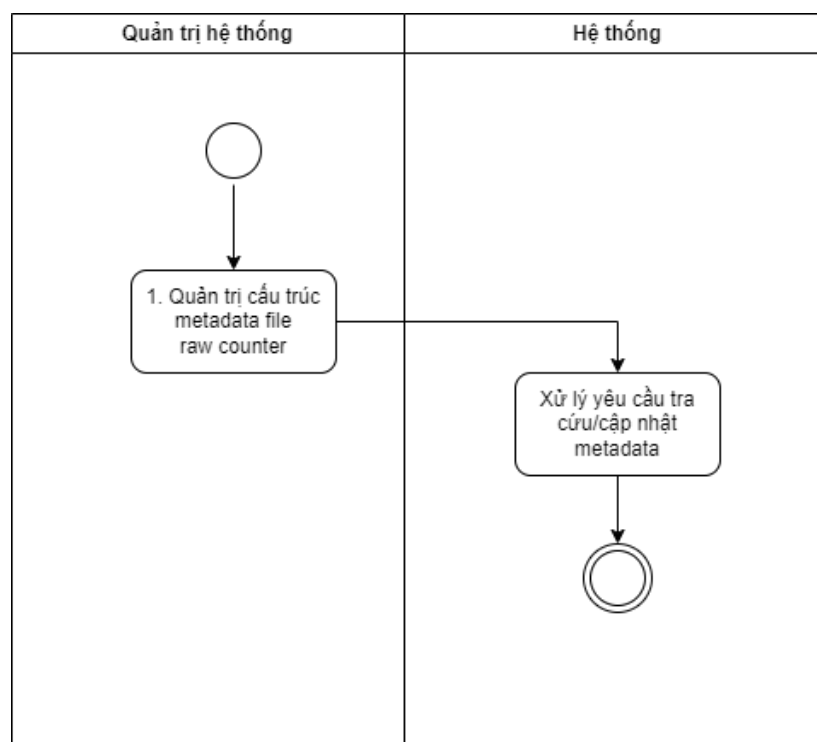 Quản trị hệ thống
Hệ thống
1. Quản trị cấu trúc
metadata file
raw counter
Xử lý yêu cầu tra
cứu/cập nhật
metadata